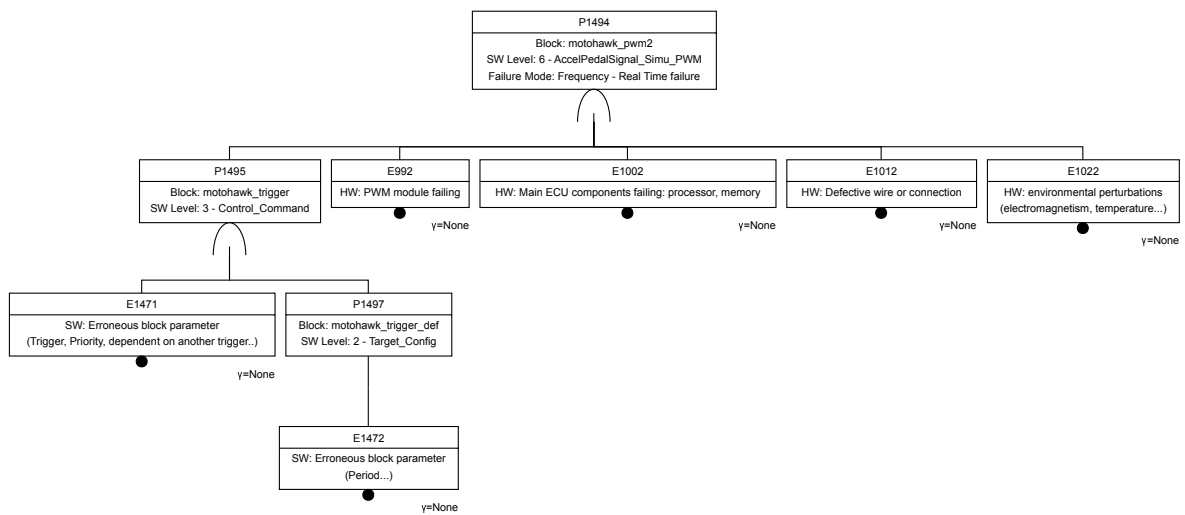 P1494
Block: motohawk_pwm2
SW Level: 6 - AccelPedalSignal_Simu_PWM
Failure Mode: Frequency - Real Time failure
P1495
Block: motohawk_trigger
SW Level: 3 - Control_Command
E992
HW: PWM module failing
γ=None
E1002
HW: Main ECU components failing: processor, memory
γ=None
E1012
HW: Defective wire or connection
γ=None
E1022
HW: environmental perturbations
(electromagnetism, temperature...)
γ=None
E1471
SW: Erroneous block parameter
(Trigger, Priority, dependent on another trigger..)
γ=None
P1497
Block: motohawk_trigger_def
SW Level: 2 - Target_Config
E1472
SW: Erroneous block parameter
(Period...)
γ=None